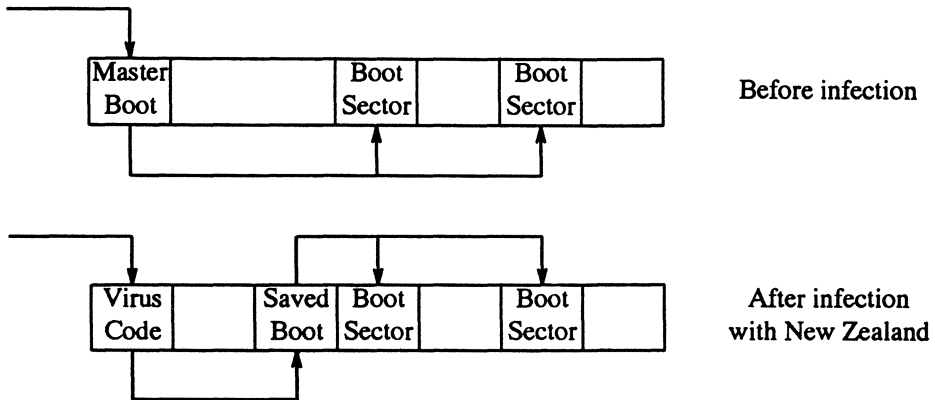 Master
Boot
Boot
Sector
Boot
Sector
Before infection
Virus
Code
Saved
Boot
Boot
Sector
Boot
Sector
After infection
with New Zealand